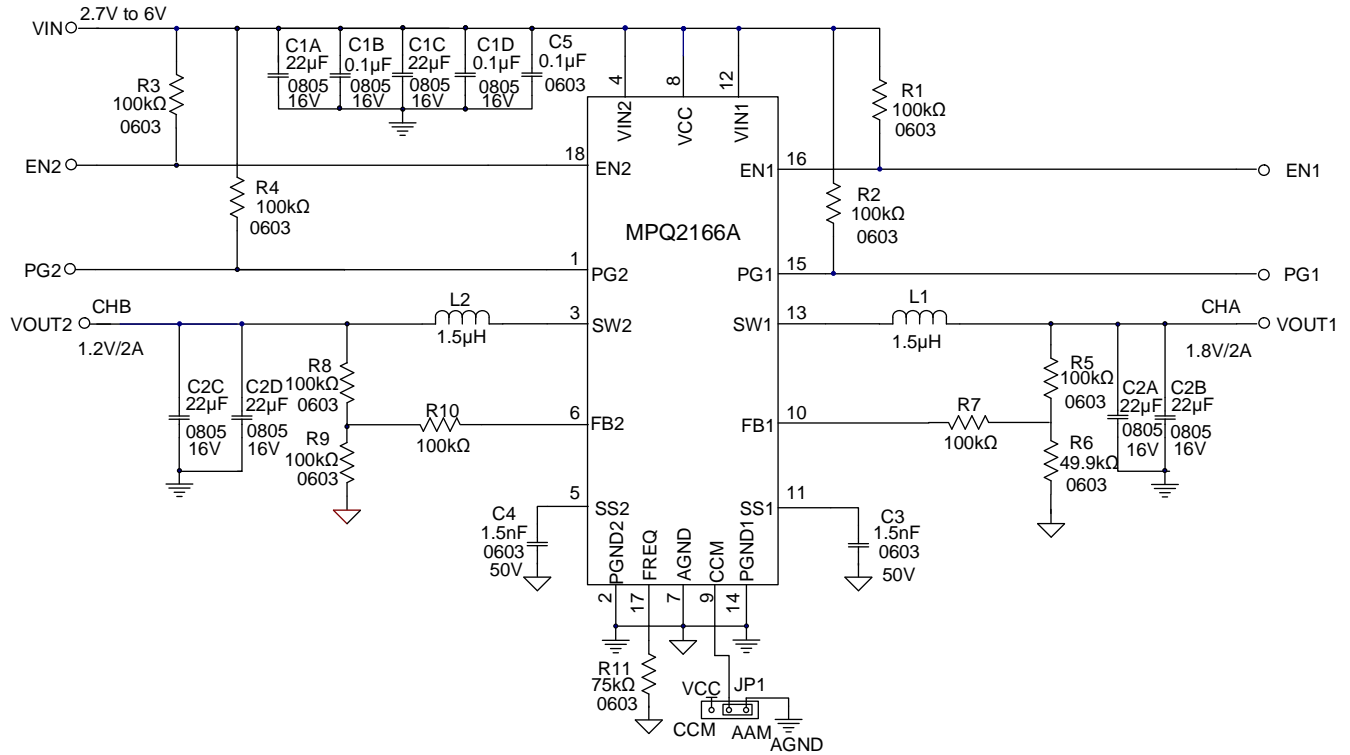 VIN
2.7V to 6V
R3
100kΩ
0603
C1A
22µF
0805
16V
C1B
0.1µF
0805
16V
C1C
22µF
0805
16V
C1D
0.1µF
0805
16V
C5
0.1µF
0603
4
8
12
VIN2
VCC
VIN1
R1
100kΩ
0603
EN2
18
EN2
EN1
16
EN1
R4
100kΩ
0603
R2
100kΩ
0603
MPQ2166A
PG2
1
PG2
PG1
15
PG1
VOUT2
CHB
1.2V/2A
L2
1.5µH
3
SW2
SW1
13
L1
1.5µH
CHA
VOUT1
1.8V/2A
C2C
22µF
0805
16V
C2D
22µF
0805
16V
R8
100kΩ
0603
R9
100kΩ
0603
R10
100kΩ
6
FB2
FB1
10
R7
100kΩ
R5
100kΩ
0603
R6
49.9kΩ
0603
C2A
22µF
0805
16V
C2B
22µF
0805
16V
5
SS2
SS1
11
C4
1.5nF
0603
50V
C3
1.5nF
0603
50V
PGND2
FREQ
AGND
CCM
PGND1
2
17
7
9
14
R11
75kΩ
0603
VCC
JP1
CCM
AAM
AGND